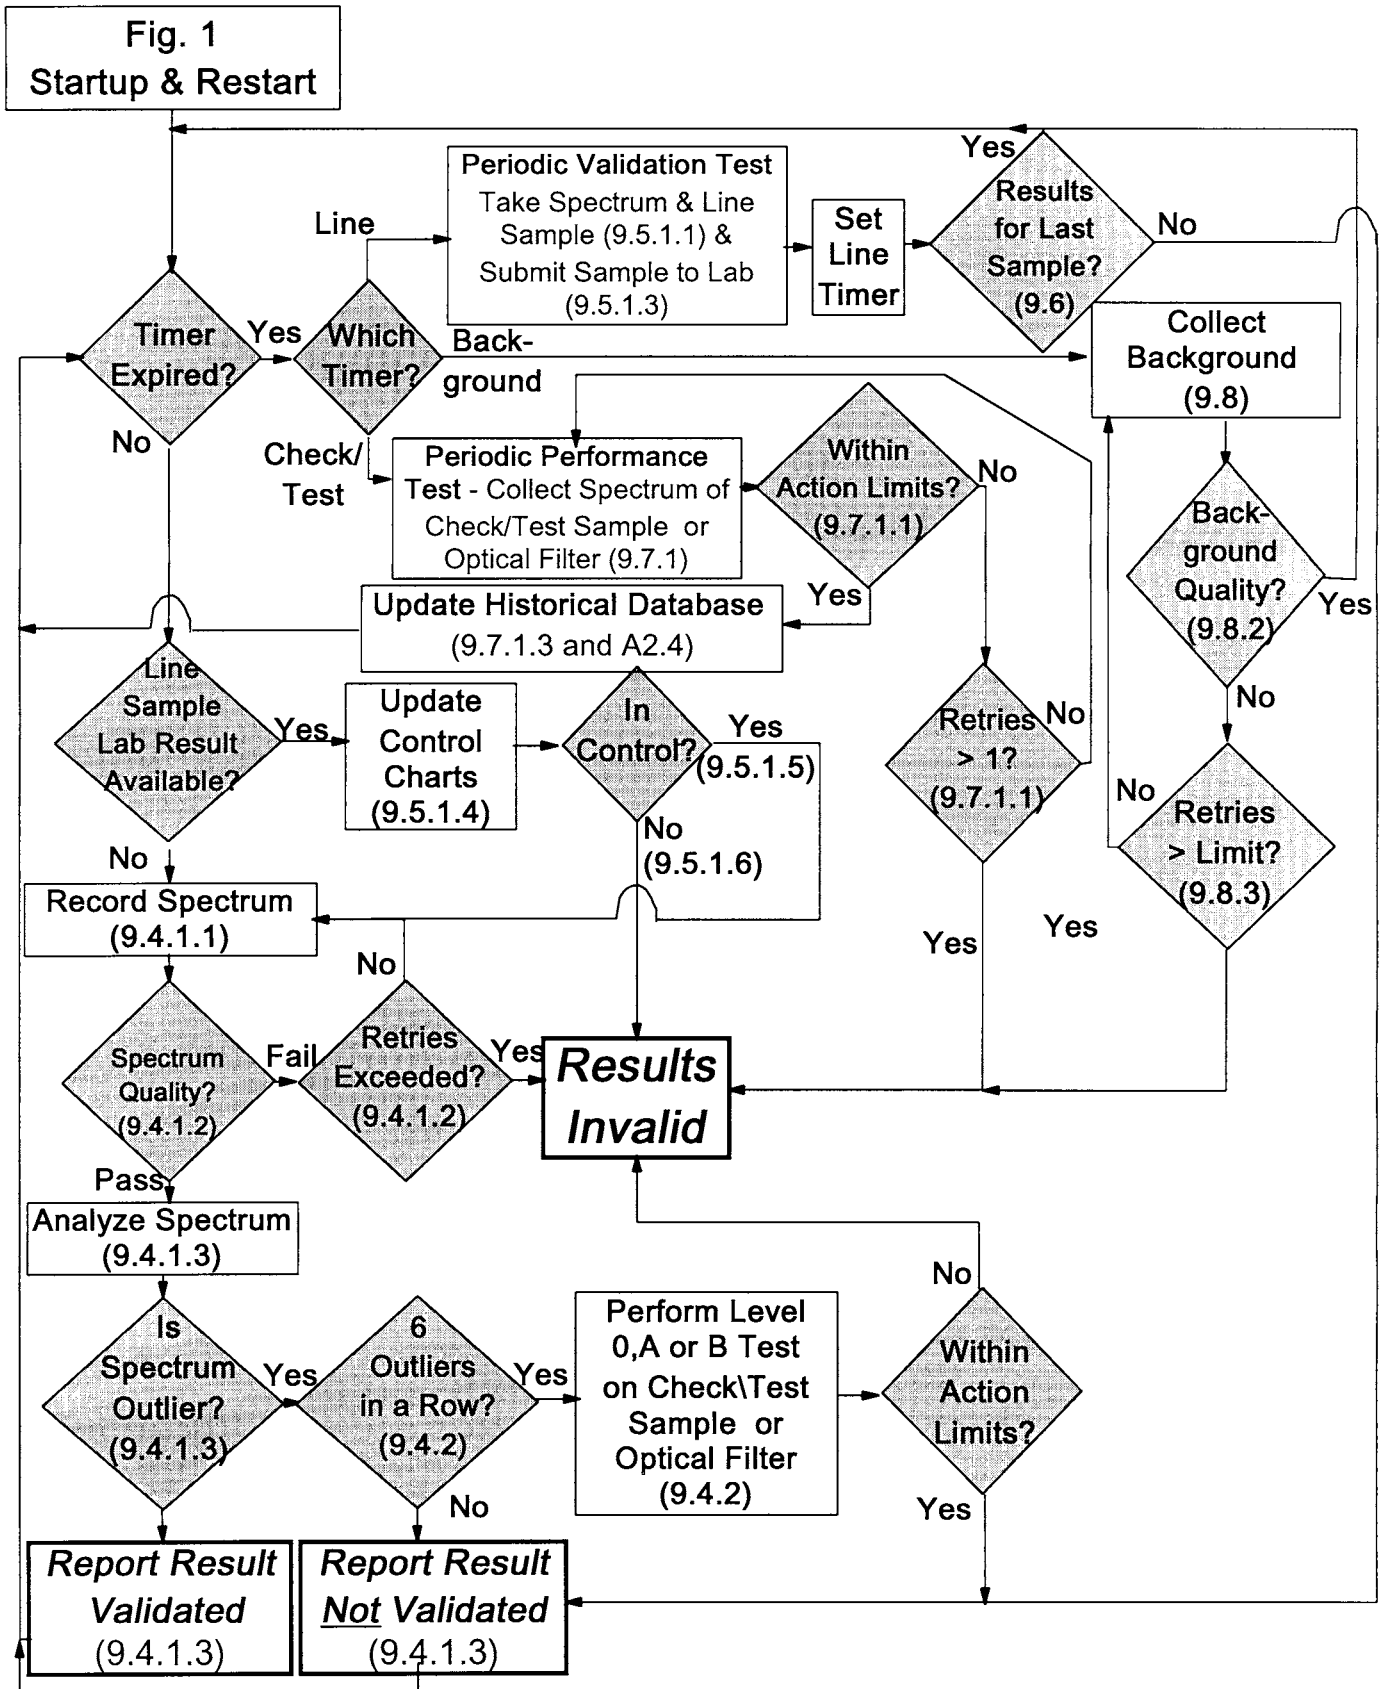 Fig. 1
Startup & Restart
Yes
Periodic Validation Test
Take Spectrum & Line
Sample (9.5.1.1) &
Submit Sample to Lab
(9.5.1.3)
Line
Set
Line
Timer
Results
for Last
Sample?
(9.6)
No
Timer
Expired?
Yes
Which
Timer?
Back-
ground
Collect
Background
(9.8)
No
Check/
Test
Periodic Performance
Test - Collect Spectrum of
Check/Test Sample or
Optical Filter (9.7.1)
Within
Action Limits?
(9.7.1.1)
No
Yes
Back-
ground
Quality?
(9.8.2)
Yes
No
Update Historical Database
(9.7.1.3 and A2.4)
Line
Sample
Lab Result
Available?
Yes
Update
Control
Charts
(9.5.1.4)
In
Control?
Yes
(9.5.1.5)
No
(9.5.1.6)
Retries
> 1?
(9.7.1.1)
No
Yes
No
Retries
> Limit?
(9.8.3)
Yes
No
Record Spectrum
(9.4.1.1)
No
Spectrum
Quality?
(9.4.1.2)
Fail
Retries
Exceeded?
(9.4.1.2)
Yes
Results
Invalid
Pass
Analyze Spectrum
(9.4.1.3)
Is
Spectrum
Outlier?
(9.4.1.3)
Yes
6
Outliers
in a Row?
(9.4.2)
Yes
Perform Level
0,A or B Test
on Check\Test
Sample or
Optical Filter
(9.4.2)
No
Within
Action
Limits?
Yes
No
Report Result
Validated
(9.4.1.3)
Report Result
Not Validated
(9.4.1.3)